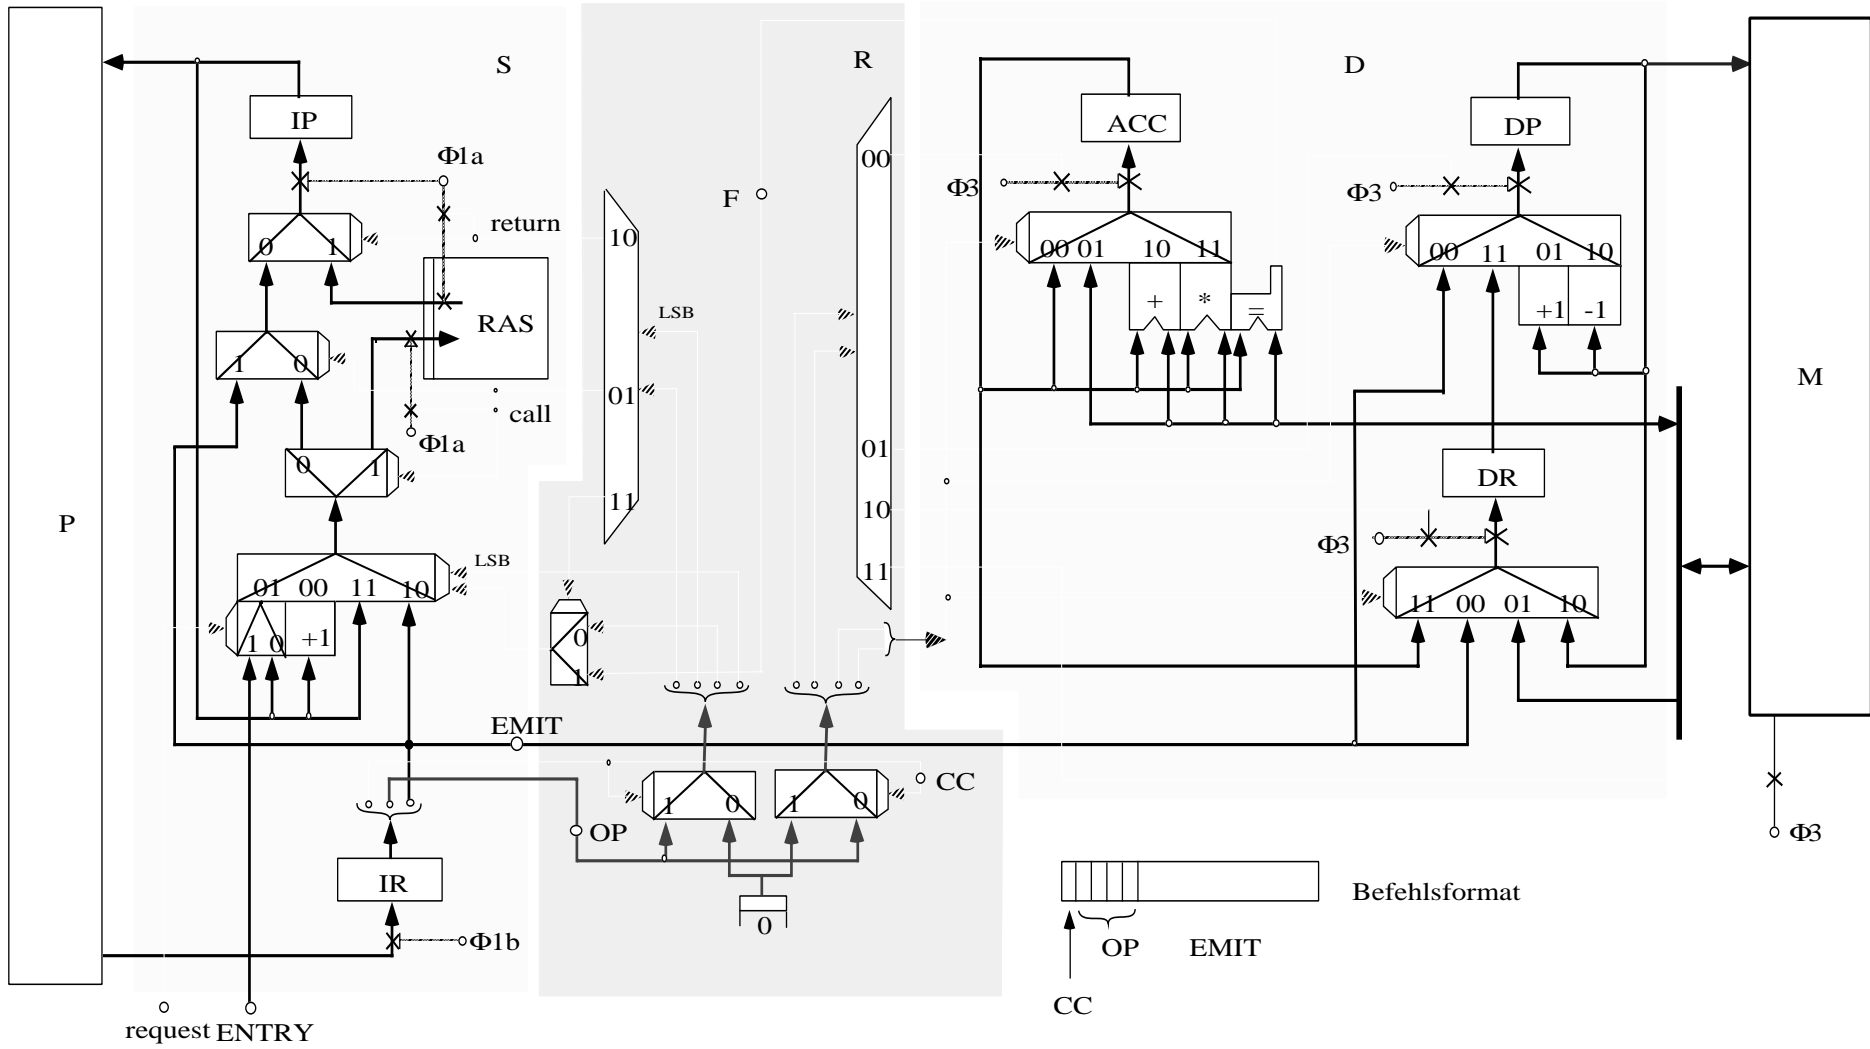 S
R
D
IP
ACC
DP
Φ1a
00
Φ3
Φ3
F
return
0 1
10
00 01 10 11
00 11 01 10
LSB
RAS
+ * =
+1 -1
1 0
01
M
call
Φ1a
0 1
01
DR
P
11
10
Φ3
LSB
01 00 11 10
11
11 00 01 10
1 0 +1
0
1
EMIT
CC
1 0
1 0
OP
Φ3
IR
Befehlsformat
0
Φ1b
OP
EMIT
CC
request ENTRY